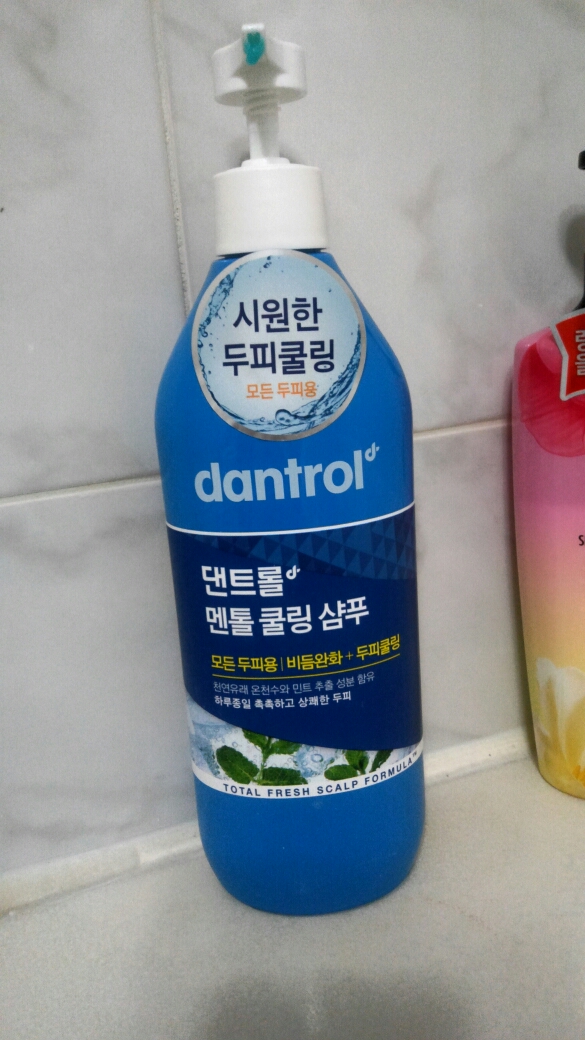 시원한
두피쿨링
모든 두피용
dantrol
댄트롤
멘톨 쿨링 샴푸
모든 두피용 | 비듬완화 + 두피쿨링
천연유래 온천수와 민트 추출 성분 함유
하루종일 촉촉하고 상쾌한 두피
TOTAL FRESH SCALP FORMULA™